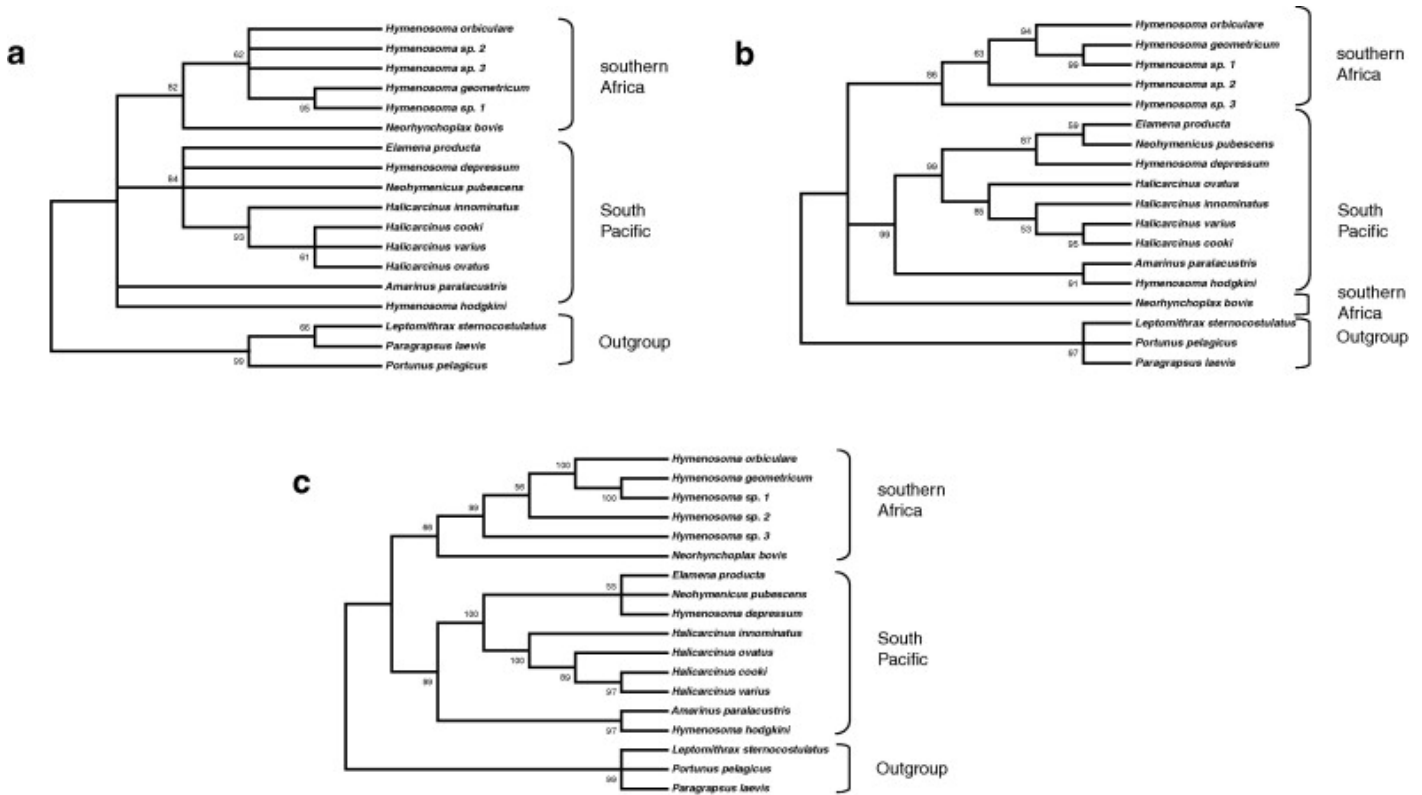 a
Hymenosoma orbiculare
Hymenosoma sp. 2
62
Hymenosoma sp. 3
southern
Africa
82
Hymenosoma geometricum
95
Hymenosoma sp. 1
Neorhynchoplax bovis
Elamena producta
Hymenosoma depressum
84
Neohymenicus pubescens
Halicarcinus innominatus
South
Pacific
Halicarcinus cooki
93
Halicarcinus varius
61
Halicarcinus ovatus
Amarinus paralacustris
Hymenosoma hodgkini
66
Leptomithrax sternocostulatus
Paragrapsus laevis
Outgroup
99
Portunus pelagicus
b
94
Hymenosoma orbiculare
Hymenosoma geometricum
63
99
Hymenosoma sp. 1
southern
Africa
86
Hymenosoma sp. 2
Hymenosoma sp. 3
59
Elamena producta
87
Neohymenicus pubescens
99
Hymenosoma depressum
Halicarcinus ovatus
85
Halicarcinus innominatus
South
Pacific
53
Halicarcinus varius
99
95
Halicarcinus cooki
Amarinus paralacustris
91
Hymenosoma hodgkini
Neorhynchoplax bovis
southern
Africa
Leptomithrax sternocostulatus
Portunus pelagicus
Outgroup
97
Paragrapsus laevis
c
100
Hymenosoma orbiculare
Hymenosoma geometricum
100
Hymenosoma sp. 1
southern
Africa
99
Hymenosoma sp. 2
Hymenosoma sp. 3
Neorhynchoplax bovis
Elamena producta
55
Neohymenicus pubescens
100
Hymenosoma depressum
Halicarcinus innominatus
South
Pacific
100
Halicarcinus ovatus
89
Halicarcinus cooki
99
97
Halicarcinus varius
Amarinus paralacustris
97
Hymenosoma hodgkini
Leptomithrax sternocostulatus
Portunus pelagicus
Outgroup
99
Paragrapsus laevis